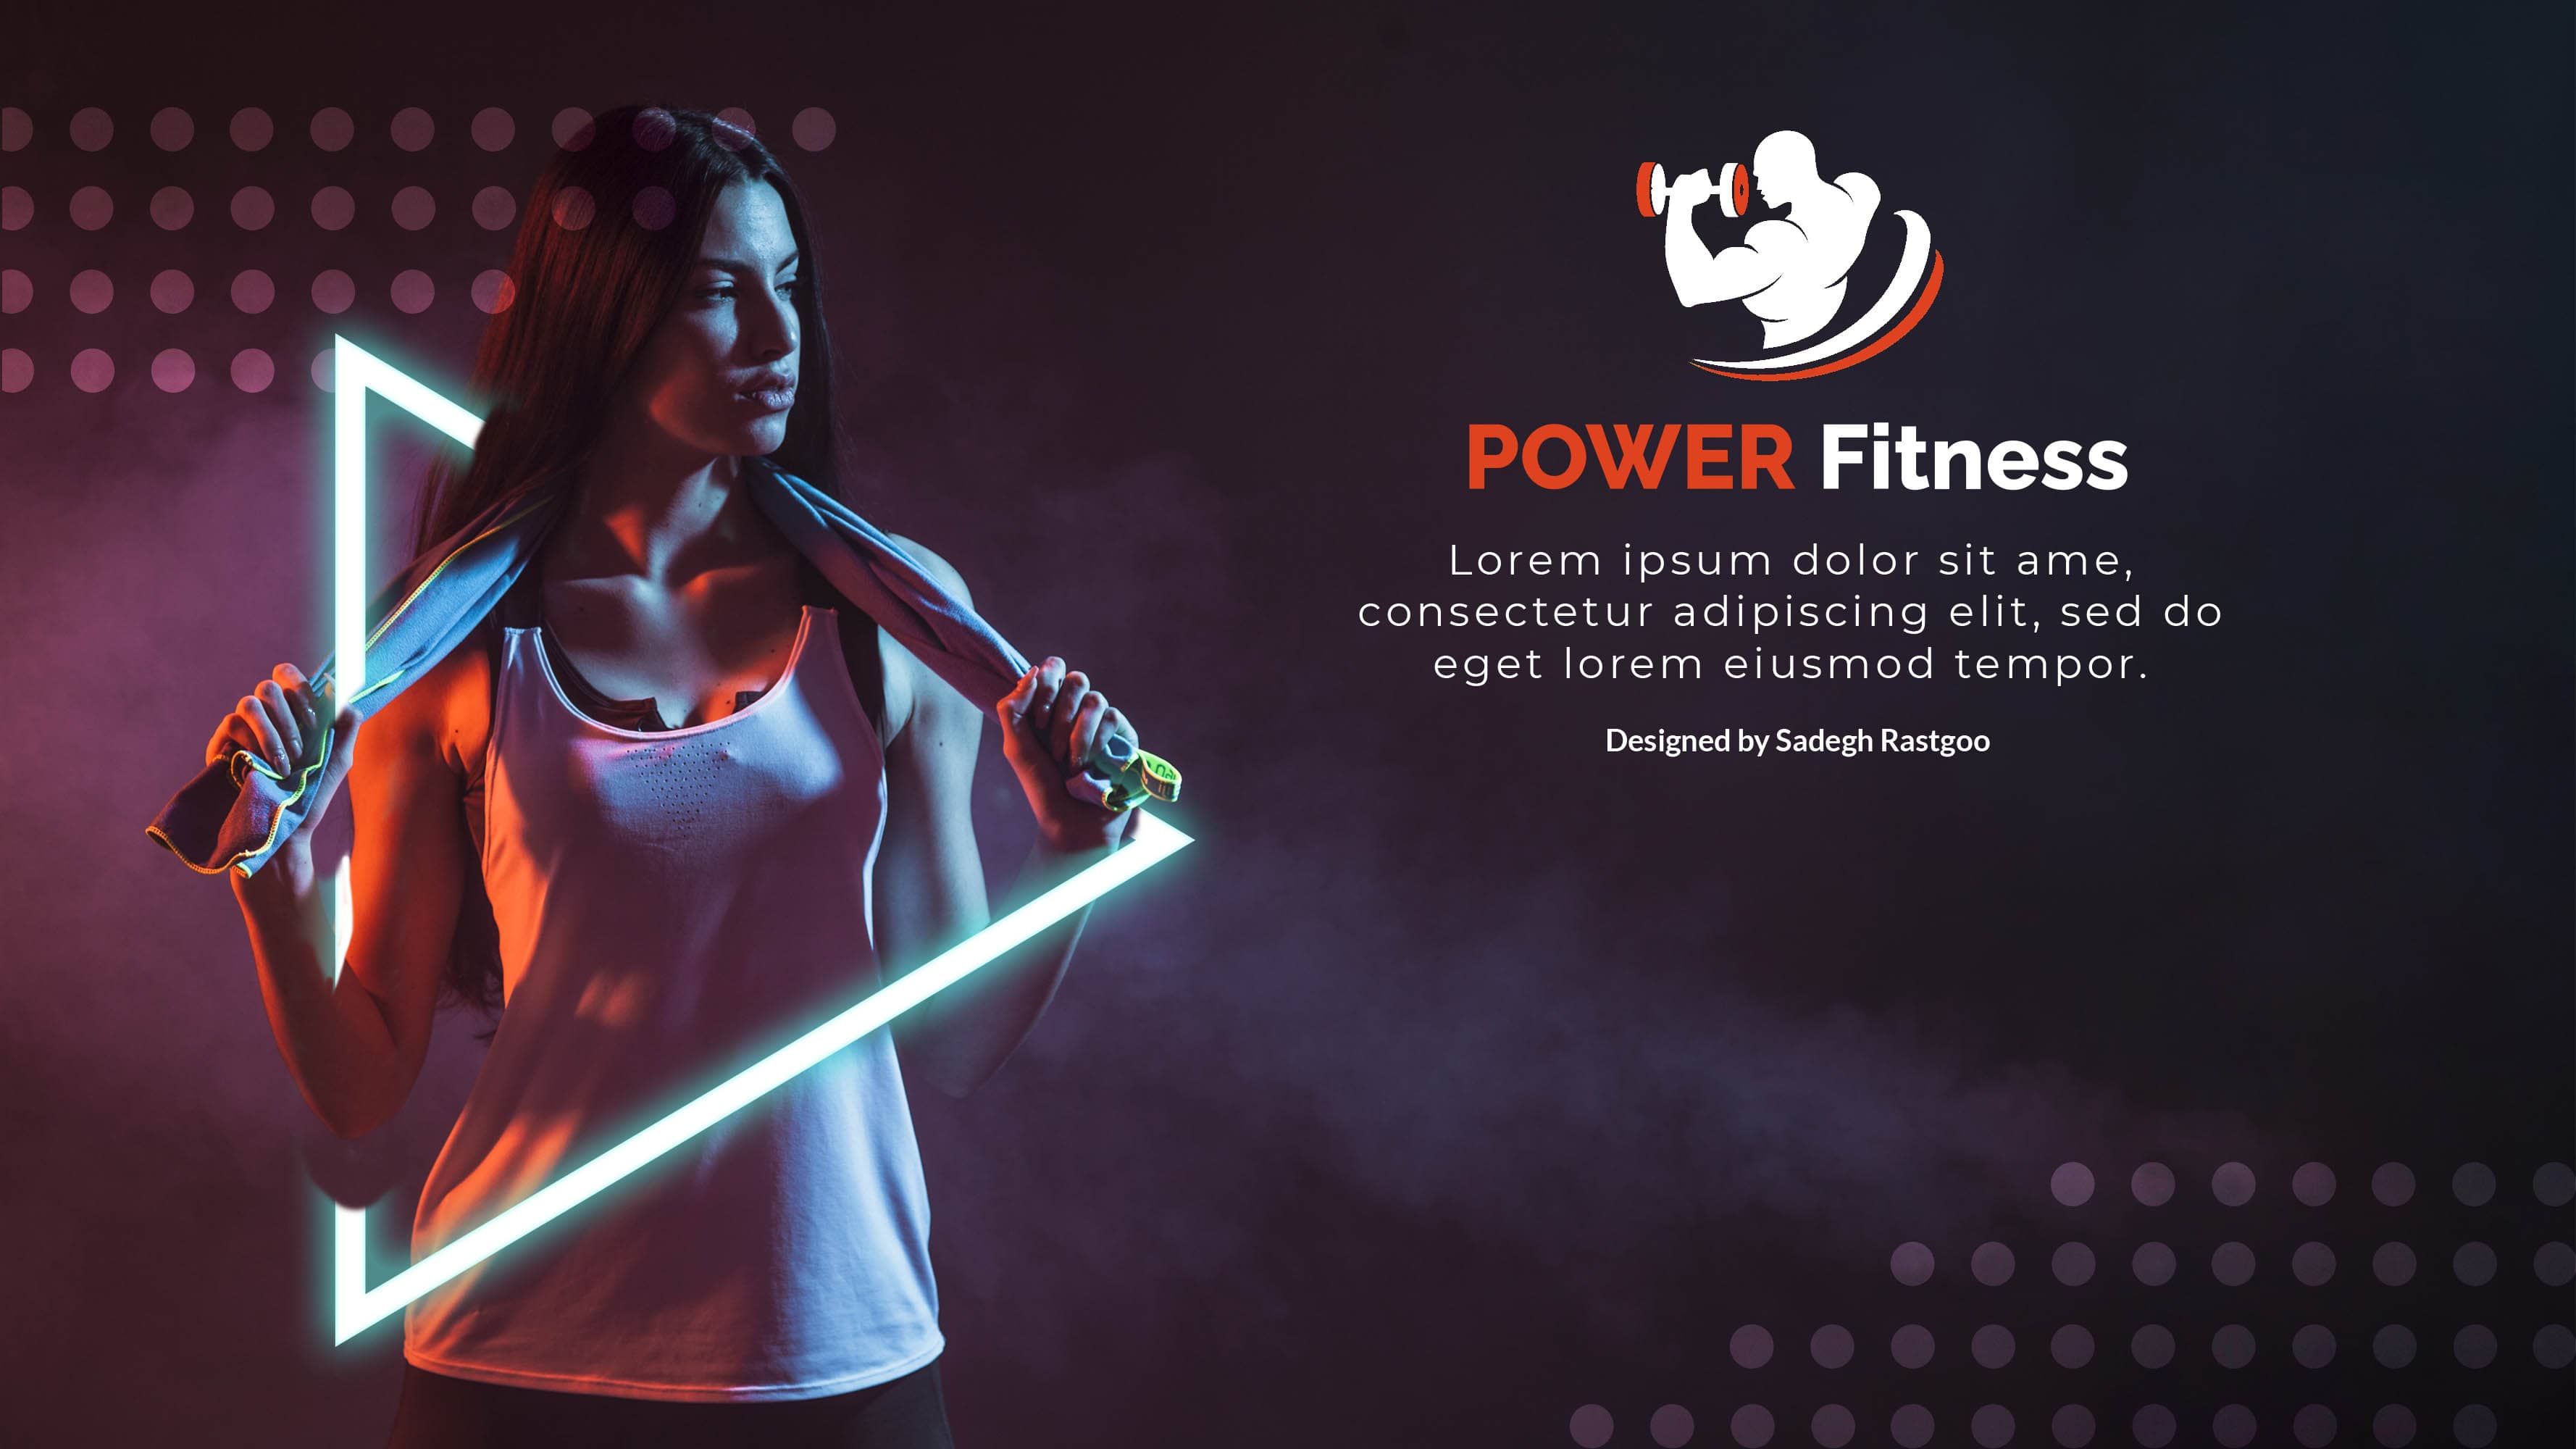 POWER Fitness
Lorem ipsum dolor sit ame,
consectetur adipiscing elit, sed do
eget lorem eiusmod tempor.
Designed by Sadegh Rastgoo